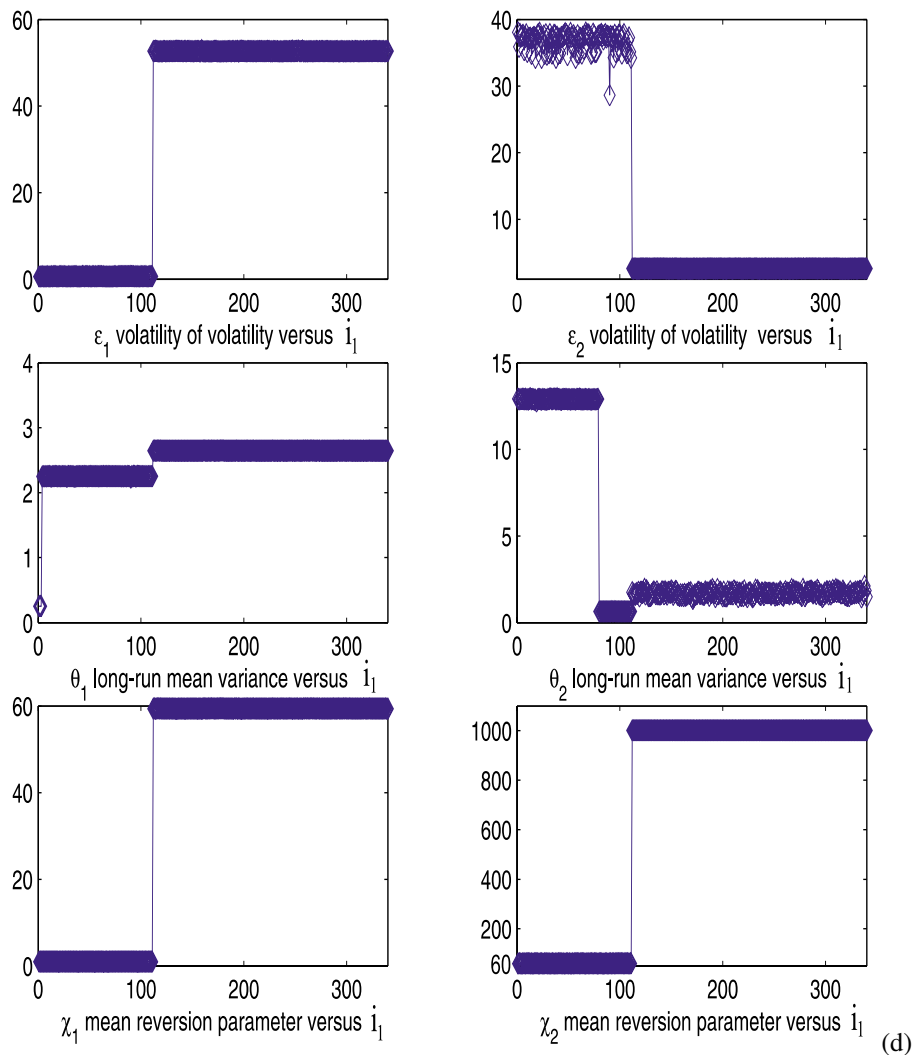 60
40
20
0
0 100 200 300
ε1 volatility of volatility versus i1
40
30
20
10
0 100 200 300
ε2 volatility of volatility versus i1
4
3
2
1
0
0 100 200 300
θ1 long-run mean variance versus i1
15
10
5
0
0 100 200 300
θ2 long-run mean variance versus i1
60
40
20
0
0 100 200 300
χ1 mean reversion parameter versus i1
1000
800
600
400
200
60
0 100 200 300
χ2 mean reversion parameter versus i1
(d)